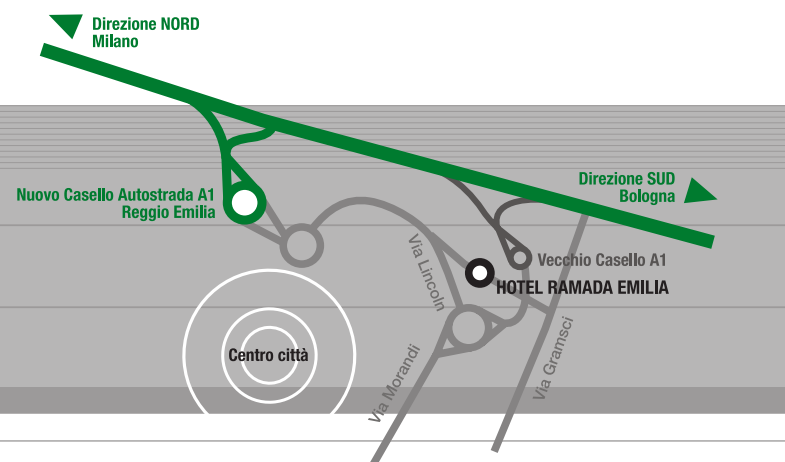 Direzione NORD
Milano
Direzione SUD
Bologna
Nuovo Casello Autostrada A1
Reggio Emilia
Via Lincoln
Vecchio Casello A1
HOTEL RAMADA EMILIA
Centro città
Via Morandi
Via Gramsci